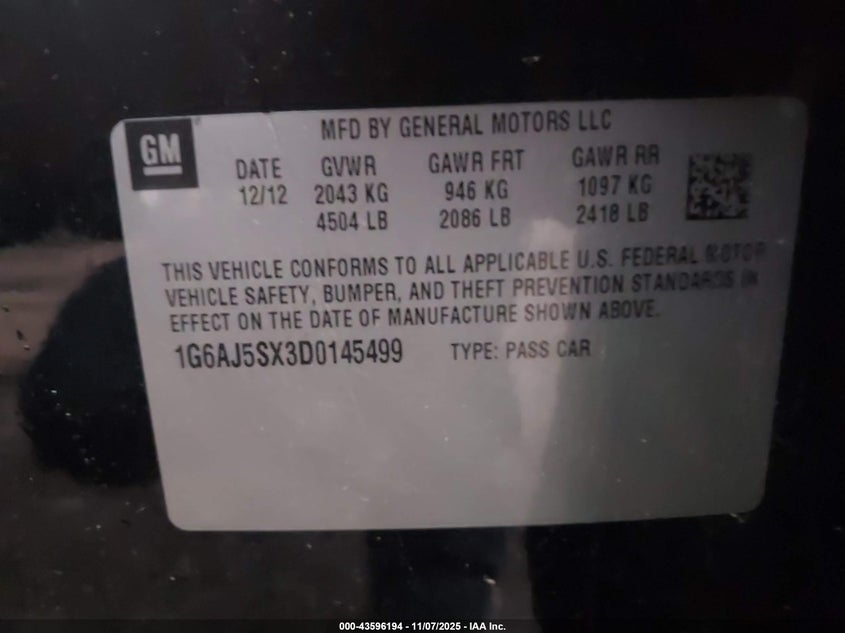 GM
MFD BY GENERAL MOTORS LLC
DATE GVWR GAWR FRT GAWR RR
12/12 2043 KG 946 KG 1097 KG
4504 LB 2086 LB 2418 LB
THIS VEHICLE CONFORMS TO ALL APPLICABLE U.S. FEDERAL MOTOR
VEHICLE SAFETY, BUMPER, AND THEFT PREVENTION STANDARDS IN
EFFECT ON THE DATE OF MANUFACTURE SHOWN ABOVE.
1G6AJ5SX3D0145499 TYPE: PASS CAR
000-43596194 - 11/07/2025 - IAA Inc.